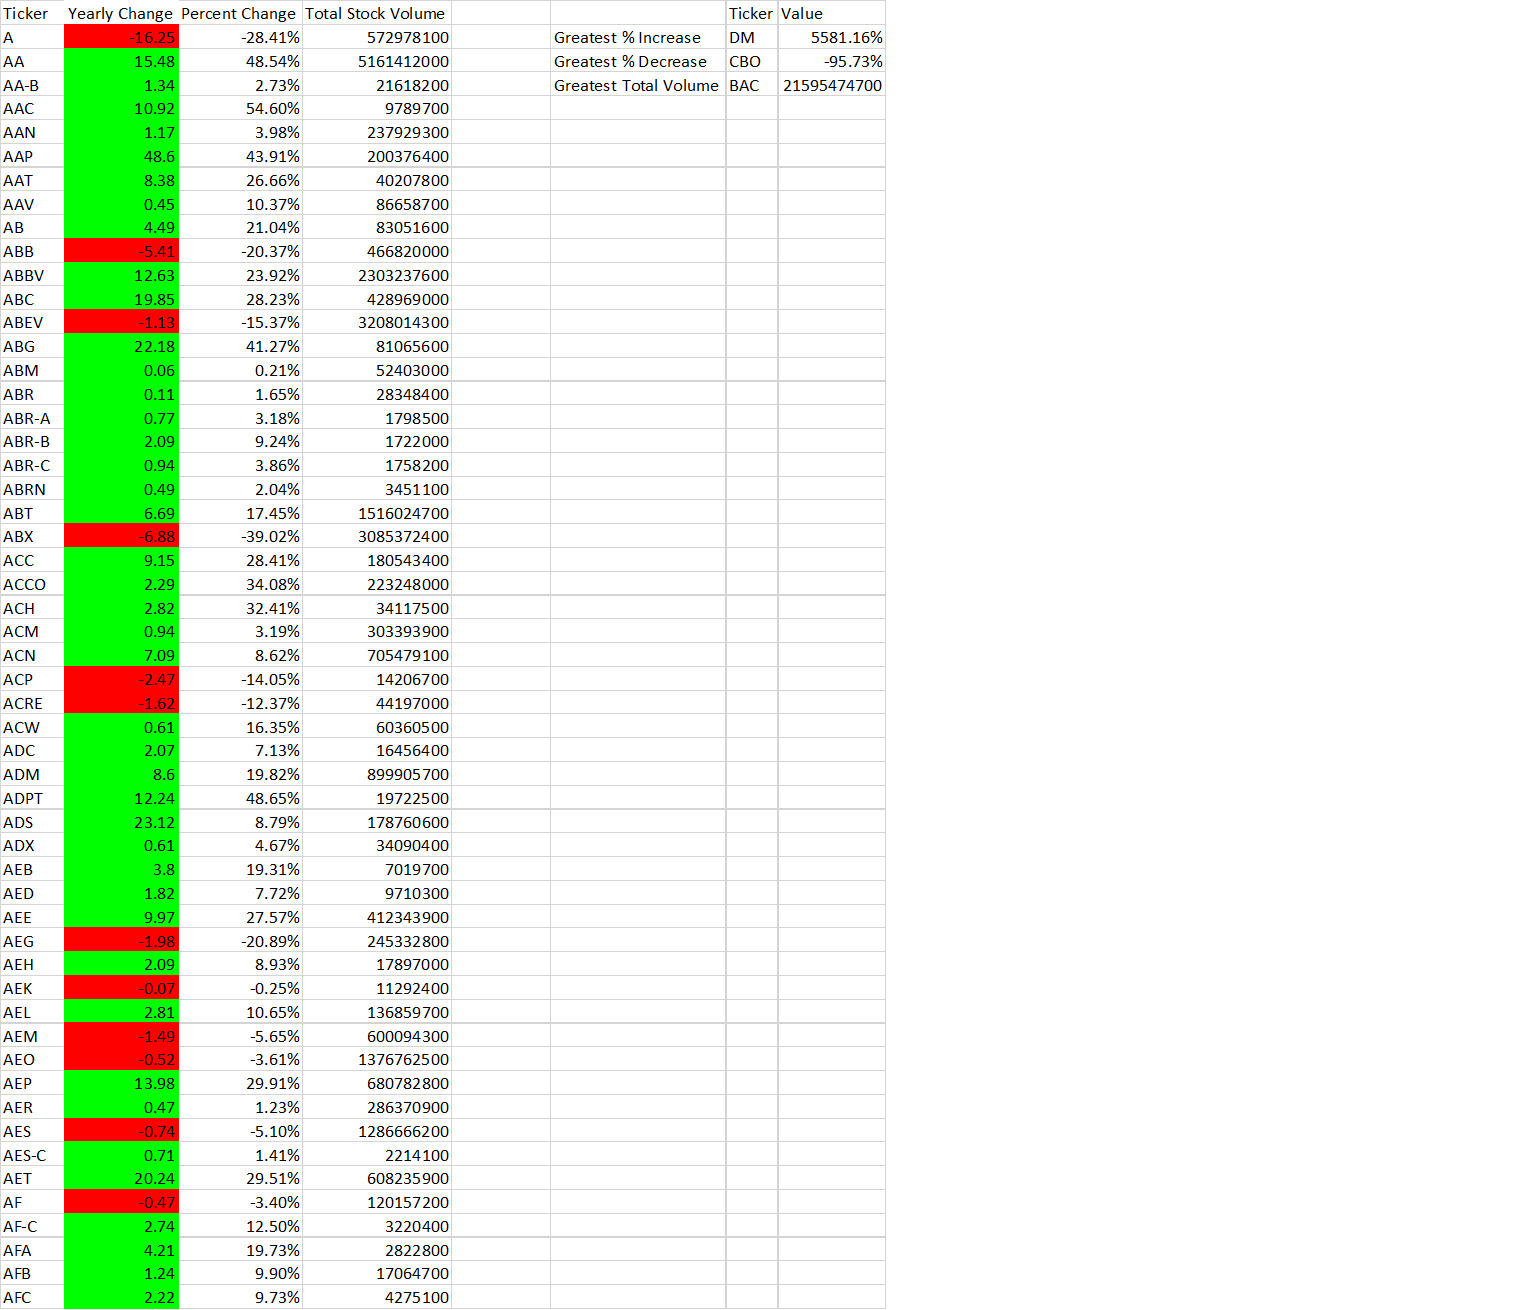 Ticker Yearly Change Percent Change Total Stock Volume Ticker Value
A -16.25 -28.41% 572978100 Greatest % Increase DM 5581.16%
AA 15.48 48.54% 5161412000 Greatest % Decrease CBO -95.73%
AA-B 1.34 2.73% 21618200 Greatest Total Volume BAC 21595474700
AAC 10.92 54.60% 9789700
AAN 1.17 3.98% 237929300
AAP 48.6 43.91% 200376400
AAT 8.38 26.66% 40207800
AAV 0.45 10.37% 86658700
AB 4.49 21.04% 83051600
ABB -5.41 -20.37% 466820000
ABBV 12.63 23.92% 2303237600
ABC 19.85 28.23% 428969000
ABEV -1.13 -15.37% 3208014300
ABG 22.18 41.27% 81065600
ABM 0.06 0.21% 52403000
ABR 0.11 1.65% 28348400
ABR-A 0.77 3.18% 1798500
ABR-B 2.09 9.24% 1722000
ABR-C 0.94 3.86% 1758200
ABRN 0.49 2.04% 3451100
ABT 6.69 17.45% 1516024700
ABX -6.88 -39.02% 3085372400
ACC 9.15 28.41% 180543400
ACCO 2.29 34.08% 223248000
ACH 2.82 32.41% 34117500
ACM 0.94 3.19% 303393900
ACN 7.09 8.62% 705479100
ACP -2.47 -14.05% 14206700
ACRE -1.62 -12.37% 44197000
ACW 0.61 16.35% 60360500
ADC 2.07 7.13% 16456400
ADM 8.6 19.82% 899905700
ADPT 12.24 48.65% 19722500
ADS 23.12 8.79% 178760600
ADX 0.61 4.67% 34090400
AEB 3.8 19.31% 7019700
AED 1.82 7.72% 9710300
AEE 9.97 27.57% 412343900
AEG -1.98 -20.89% 245332800
AEH 2.09 8.93% 17897000
AEK -0.07 -0.25% 11292400
AEL 2.81 10.65% 136859700
AEM -1.49 -5.65% 600094300
AEO -0.52 -3.61% 1376762500
AEP 13.98 29.91% 680782800
AER 0.47 1.23% 286370900
AES -0.74 -5.10% 1286666200
AES-C 0.71 1.41% 2214100
AET 20.24 29.51% 608235900
AF -0.47 -3.40% 120157200
AF-C 2.74 12.50% 3220400
AFA 4.21 19.73% 2822800
AFB 1.24 9.90% 17064700
AFC 2.22 9.73% 4275100